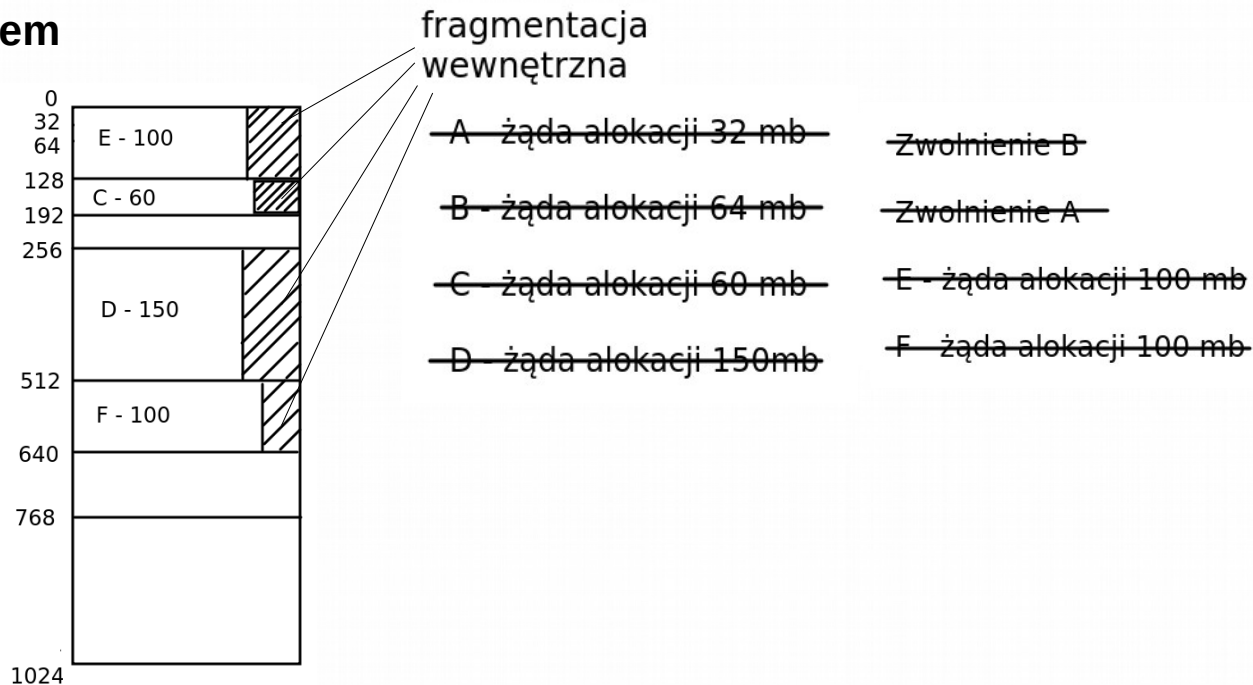 em
fragmentacja
wewnętrzna
0
32
64
128
192
256
512
640
768
1024
E - 100
C - 60
D - 150
F - 100
A - żąda alokacji 32 mb
B - żąda alokacji 64 mb
C - żąda alokacji 60 mb
D - żąda alokacji 150mb
Zwolnienie B
Zwolnienie A
E - żąda alokacji 100 mb
F - żąda alokacji 100 mb